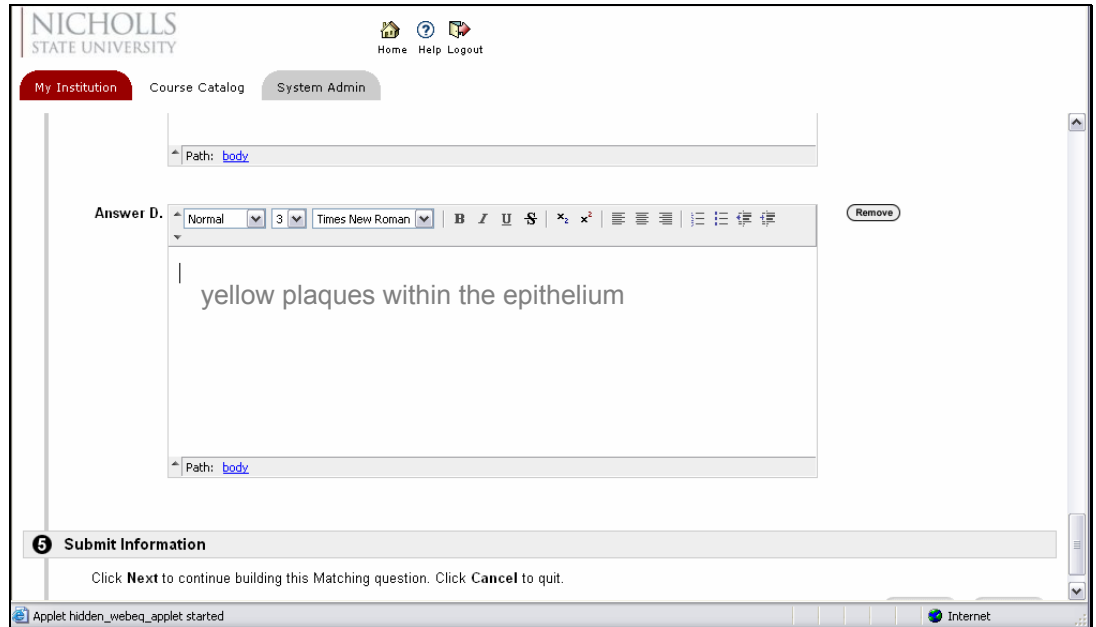 NICHOLLS
STATE UNIVERSITY
Home Help Logout
My Institution Course Catalog System Admin
Path: body
Answer D.
Normal 3 Times New Roman B I U S ×₂ ×²
Remove
yellow plaques within the epithelium
Path: body
5 Submit Information
Click Next to continue building this Matching question. Click Cancel to quit.
Applet hidden_webeq_applet started Internet